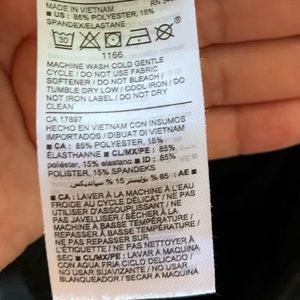 MADE IN VIETNAM
■ US : 85% POLYESTER, 15%
SPANDEX/ELASTANE
30
1166
MACHINE WASH COLD GENTLE
CYCLE / DO NOT USE FABRIC
SOFTENER / DO NOT BLEACH /
TUMBLE DRY LOW / COOL IRON / DO
NOT IRON LABEL / DO NOT DRY
CLEAN
CA 17897
HECHO EN VIETNAM CON INSUMOS
IMPORTADOS / DIBUAT DI VIETNAM
■ CA : 85% POLYESTER, 15%
ÉLASTHANNE ■ CL/MX/PE : 85%
poliéster, 15% elastano ■ ID : 85%
POLISTER, 15% SPANDEKS
■ AE : 85% بوليستر 15 % سبانديكس
■ CA : LAVER À LA MACHINE À L'EAU
FROIDE AU CYCLE DÉLICAT / NE PAS
UTILISER D'ASSOUPLISSANT / NE
PAS JAVELLISER / SÉCHER À LA
MACHINE À BASSE TEMPÉRATURE /
REPASSER À BASSE TEMPÉRATURE /
NE PAS REPASSER SUR
L'ÉTIQUETTE / NE PAS NETTOYER À
SEC
■ CL/MX/PE : LAVAR A MAQUINA
CON AGUA FRIA CICLO DELICADO /
NO USAR SUAVIZANTE / NO USAR
BLANQUEADOR / SECAR A MAQUINA